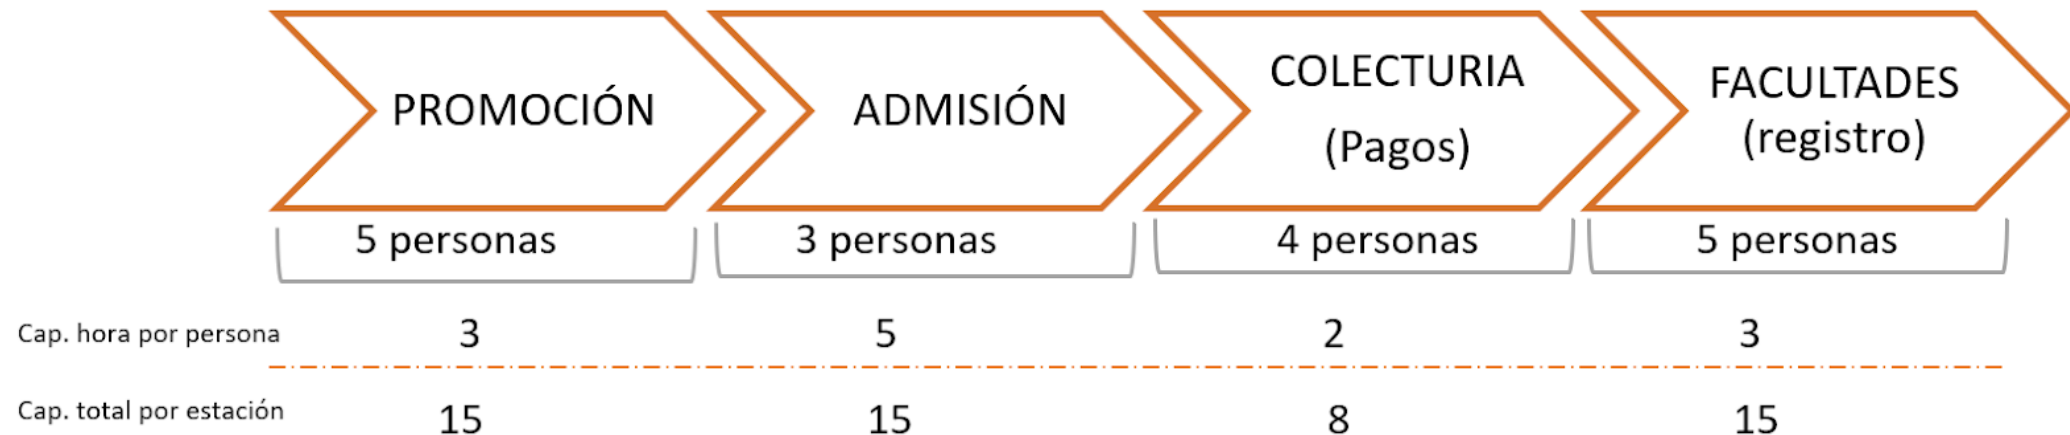 PROMOCIÓN
ADMISIÓN
COLECTURIA
(Pagos)
FACULTADES
(registro)
5 personas
3 personas
4 personas
5 personas
Cap. hora por persona 3 5 2 3
Cap. total por estación 15 15 8 15